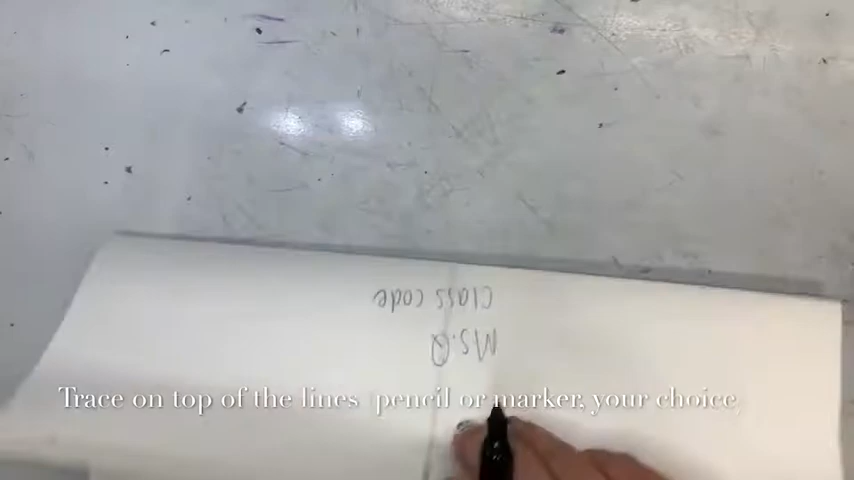 Class code
Ms.Q
Trace on top of the lines pencil or marker, your choice,